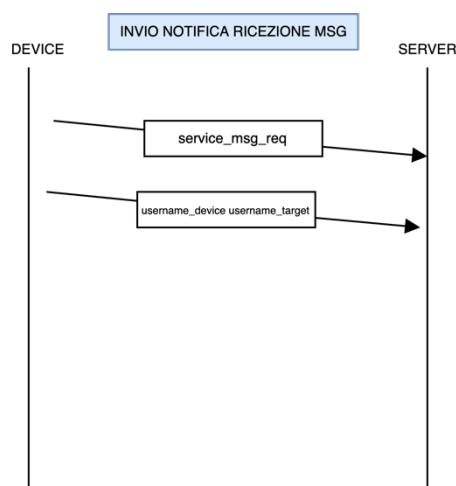 INVIO NOTIFICA RICEZIONE MSG
DEVICE
SERVER
service_msg_req
username_device username_target